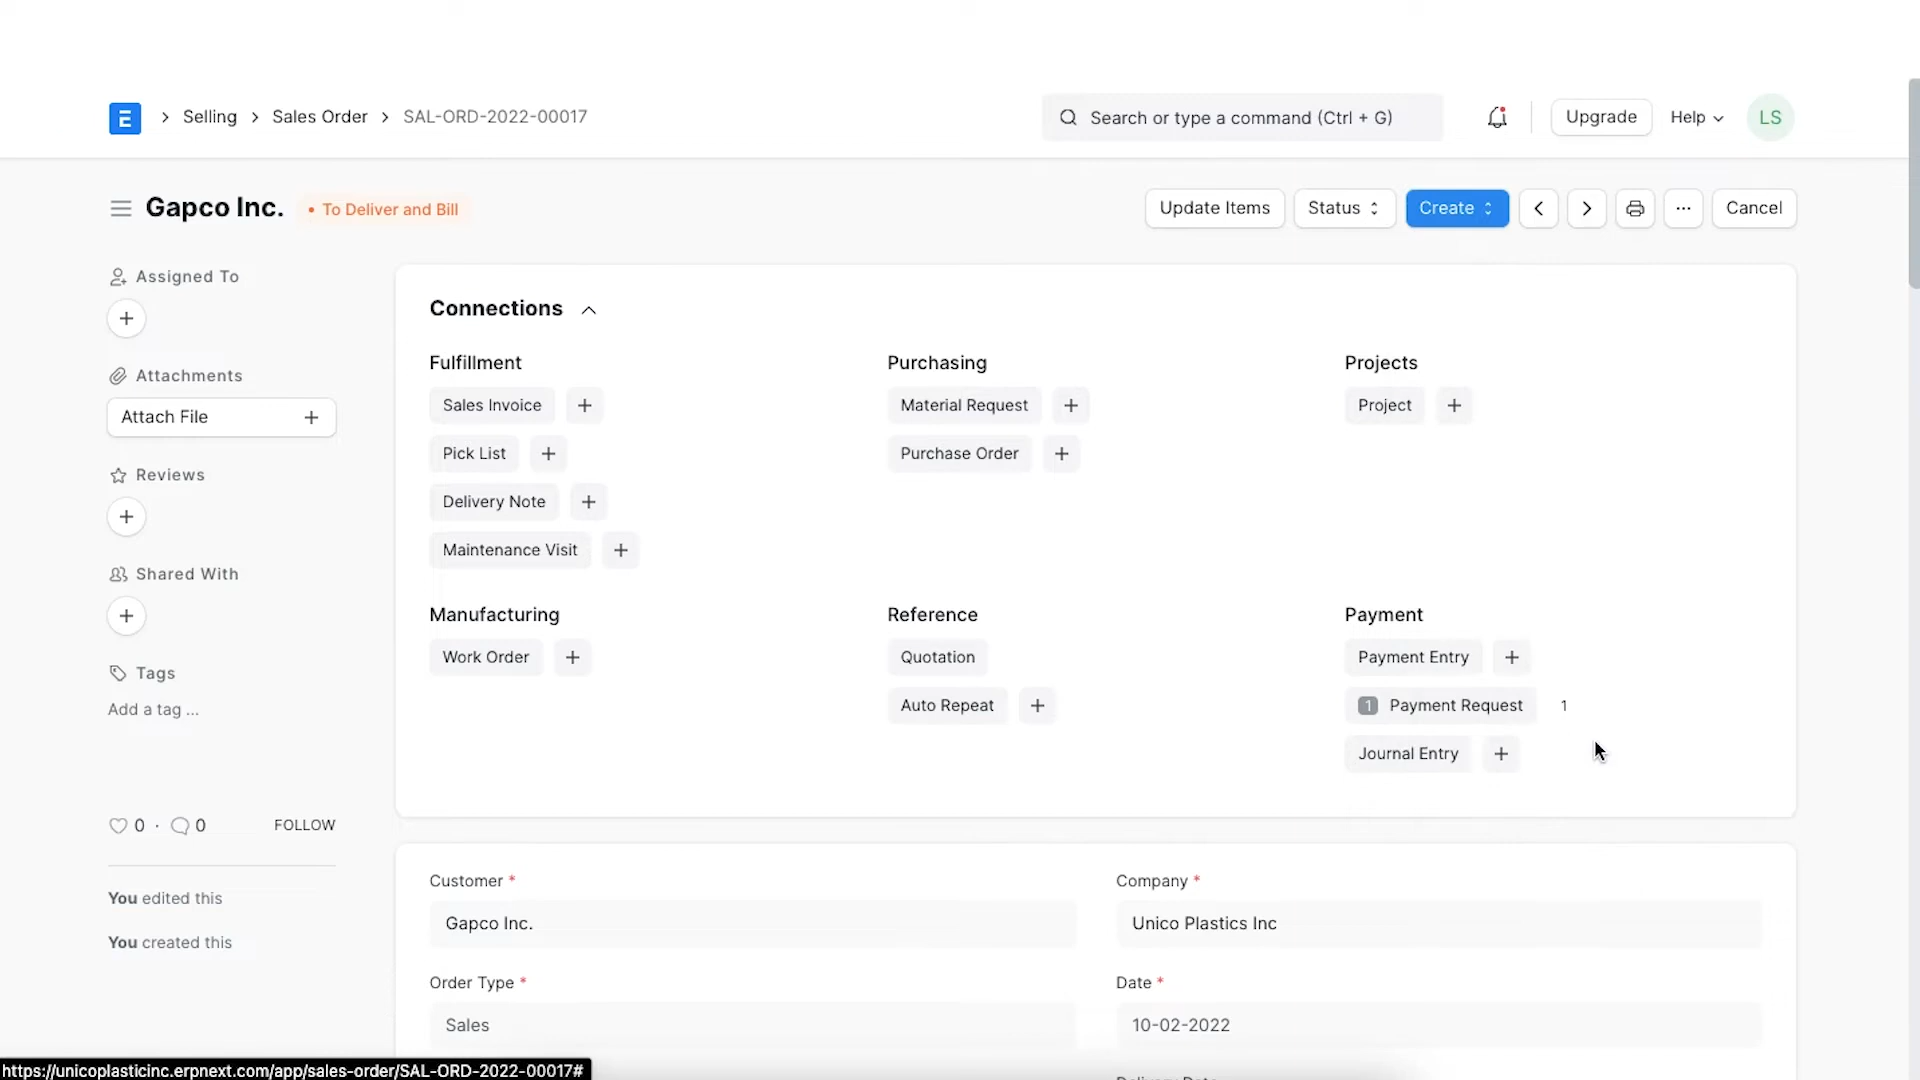 E > Selling > Sales Order > SAL-ORD-2022-00017
Search or type a command (Ctrl + G)
Upgrade
Help
LS
Gapco Inc.
• To Deliver and Bill
Update Items
Status
Create
...
Cancel
Assigned To
+
Attachments
Attach File +
Reviews
+
Shared With
+
Tags
Add a tag ...
0 · 0
FOLLOW
You edited this
You created this
Connections
Fulfillment
Sales Invoice +
Pick List +
Delivery Note +
Maintenance Visit +
Purchasing
Material Request +
Purchase Order +
Projects
Project +
Manufacturing
Work Order +
Reference
Quotation
Auto Repeat +
Payment
Payment Entry +
1 Payment Request 1
Journal Entry +
Customer *
Gapco Inc.
Company *
Unico Plastics Inc
Order Type *
Sales
Date *
10-02-2022
https://unicoplasticinc.erpnext.com/app/sales-order/SAL-ORD-2022-00017#